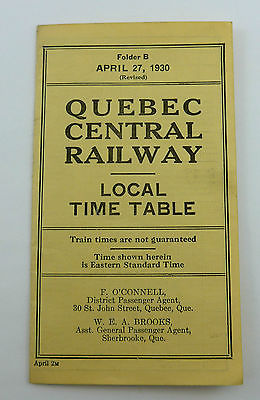 Folder B
APRIL 27, 1930
(Revised)
QUEBEC
CENTRAL
RAILWAY
LOCAL
TIME TABLE
Train times are not guaranteed
Time shown herein
is Eastern Standard Time
F. O'CONNELL,
District Passenger Agent,
30 St. John Street, Quebec, Que.
W. E. A. BROOKS,
Asst. General Passenger Agent,
Sherbrooke, Que.
April 2M